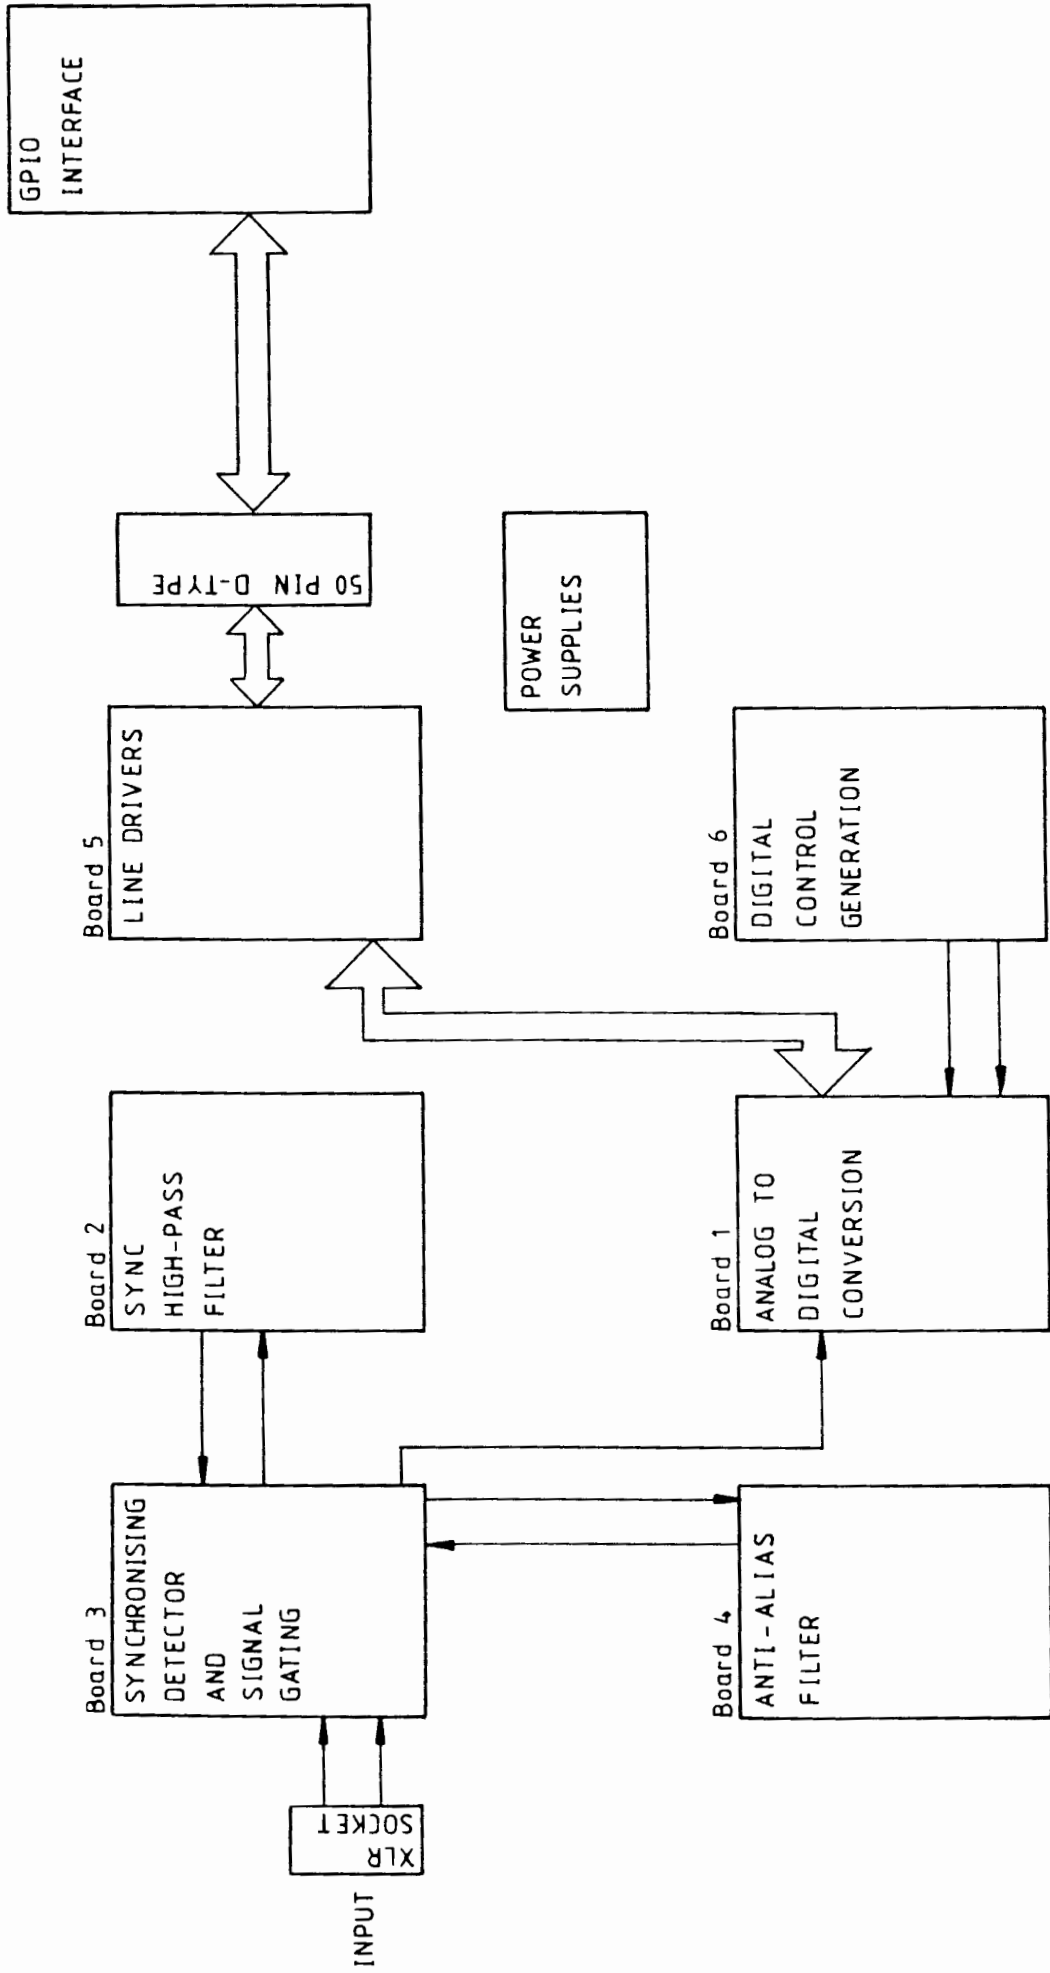 INPUT
XLR
SOCKET
Board 3
SYNCHRONISING
DETECTOR
AND
SIGNAL
GATING
Board 2
SYNC
HIGH-PASS
FILTER
Board 5
LINE DRIVERS
50 PIN D-TYPE
GPIO
INTERFACE
POWER
SUPPLIES
Board 4
ANTI-ALIAS
FILTER
Board 1
ANALOG TO
DIGITAL
CONVERSION
Board 6
DIGITAL
CONTROL
GENERATION